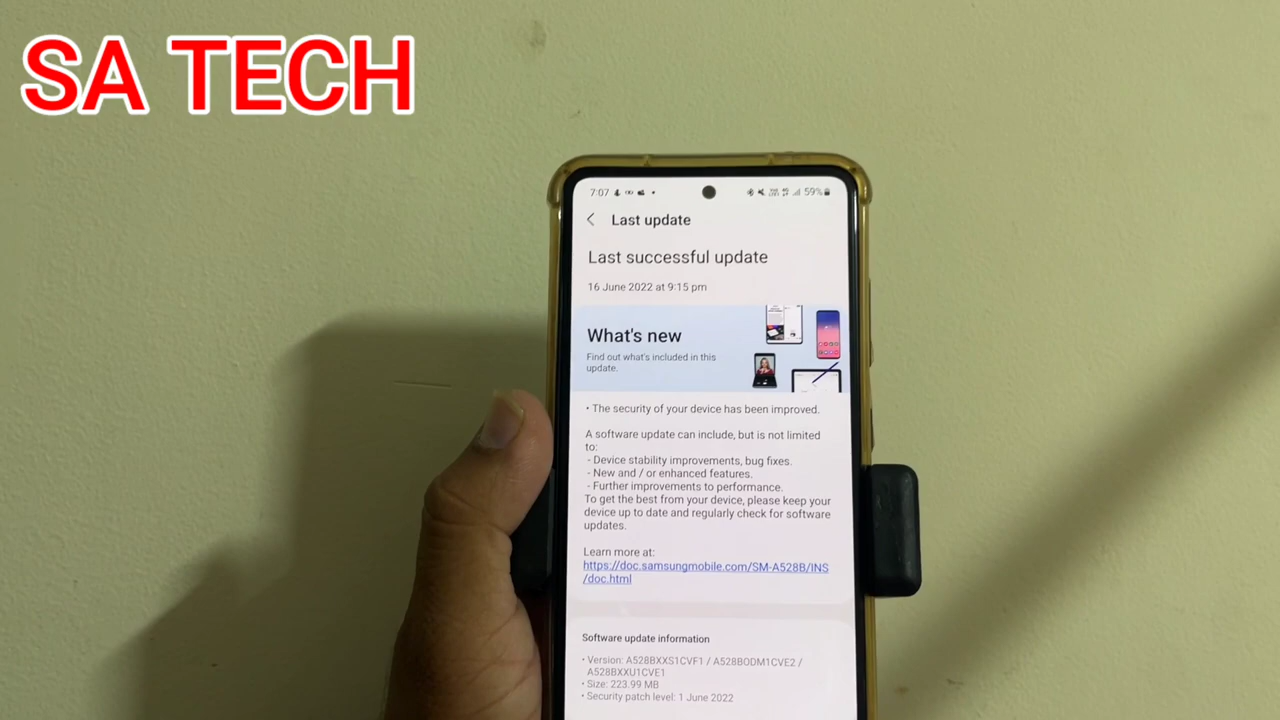 SA TECH
7:07
59%
Last update
Last successful update
16 June 2022 at 9:15 pm
What's new
Find out what's included in this
update.
• The security of your device has been improved.
A software update can include, but is not limited
to:
- Device stability improvements, bug fixes.
- New and / or enhanced features.
- Further improvements to performance.
To get the best from your device, please keep your
device up to date and regularly check for software
updates.
Learn more at:
https://doc.samsungmobile.com/SM-A528B/INS
/doc.html
Software update information
• Version: A528BXXS1CVF1 / A528BODM1CVE2 /
A528BXXU1CVE1
• Size: 223.99 MB
• Security patch level: 1 June 2022